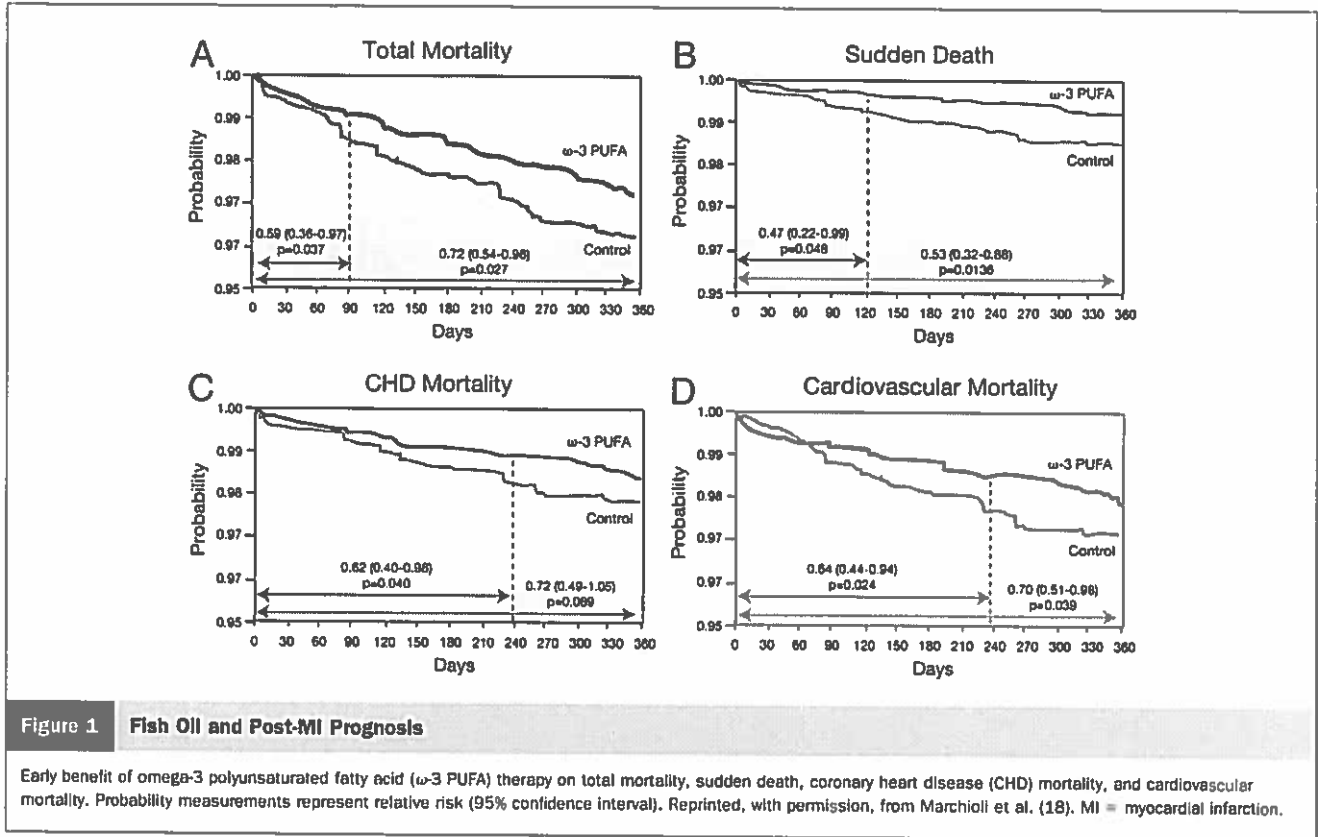 A Total Mortality
1.00
0.99
0.98
0.97
0.97
0.95
Probability
ω-3 PUFA
Control
0.59 (0.36-0.97)
p=0.037
0.72 (0.54-0.96)
p=0.027
0 30 60 90 120 150 180 210 240 270 300 330 360
Days
B Sudden Death
1.00
0.99
0.98
0.97
0.97
0.95
Probability
ω-3 PUFA
Control
0.47 (0.22-0.99)
p=0.048
0.53 (0.32-0.88)
p=0.0136
0 30 60 90 120 150 180 210 240 270 300 330 360
Days
C CHD Mortality
1.00
0.99
0.98
0.97
0.97
0.95
Probability
ω-3 PUFA
Control
0.62 (0.40-0.98)
p=0.040
0.72 (0.49-1.05)
p=0.089
0 30 60 90 120 150 180 210 240 270 300 330 360
Days
D Cardiovascular Mortality
1.00
0.99
0.98
0.97
0.97
0.95
Probability
ω-3 PUFA
Control
0.64 (0.44-0.94)
p=0.024
0.70 (0.51-0.98)
p=0.039
0 30 60 90 120 150 180 210 240 270 300 330 360
Days
Figure 1 Fish Oil and Post-MI Prognosis
Early benefit of omega-3 polyunsaturated fatty acid (ω-3 PUFA) therapy on total mortality, sudden death, coronary heart disease (CHD) mortality, and cardiovascular
mortality. Probability measurements represent relative risk (95% confidence interval). Reprinted, with permission, from Marchioli et al. (18). MI = myocardial infarction.